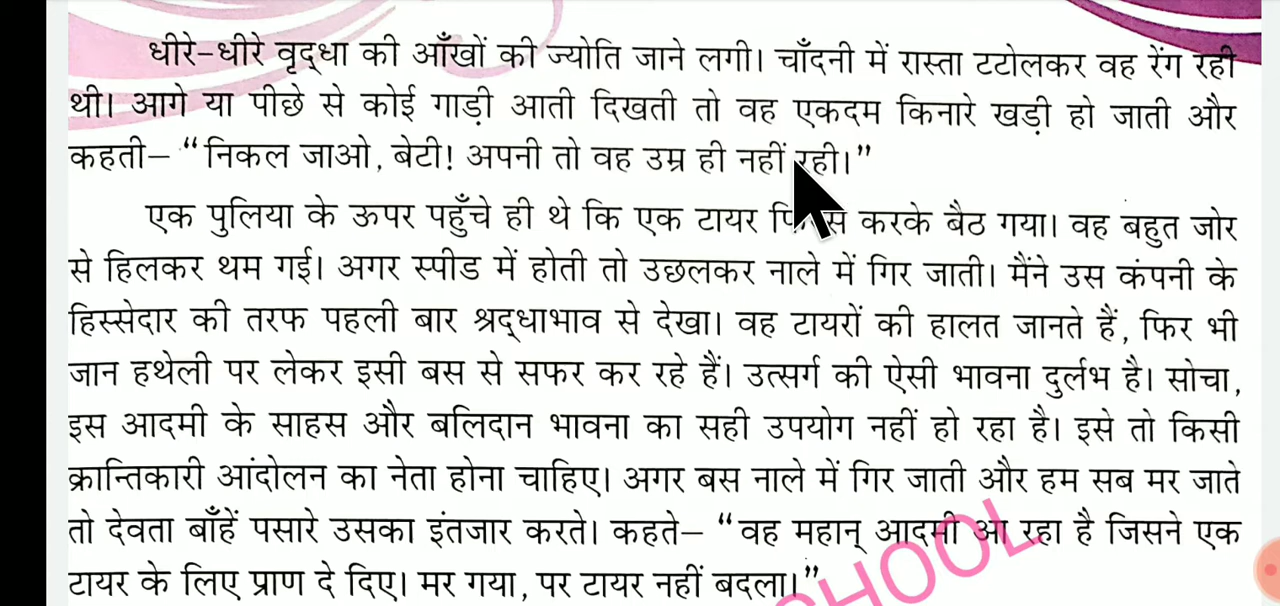 धीरे-धीरे वृद्धा की आँखों की ज्योति जाने लगी। चाँदनी में रास्ता टटोलकर वह रेंग रही
थी। आगे या पीछे से कोई गाड़ी आती दिखती तो वह एकदम किनारे खड़ी हो जाती और
कहती– “निकल जाओ, बेटी! अपनी तो वह उम्र ही नहीं रही।”
एक पुलिया के ऊपर पहुँचे ही थे कि एक टायर करके बैठ गया। वह बहुत जोर
से हिलकर थम गई। अगर स्पीड में होती तो उछलकर नाले में गिर जाती। मैंने उस कंपनी के
हिस्सेदार की तरफ पहली बार श्रद्धाभाव से देखा। वह टायरों की हालत जानते हैं, फिर भी
जान हथेली पर लेकर इसी बस से सफर कर रहे हैं। उत्सर्ग की ऐसी भावना दुर्लभ है। सोचा,
इस आदमी के साहस और बलिदान भावना का सही उपयोग नहीं हो रहा है। इसे तो किसी
क्रान्तिकारी आंदोलन का नेता होना चाहिए। अगर बस नाले में गिर जाती और हम सब मर जाते
तो देवता बाँहें पसारे उसका इंतजार करते। कहते– “वह महान् आदमी आ रहा है जिसने एक
टायर के लिए प्राण दे दिए। मर गया, पर टायर नहीं बदला।”